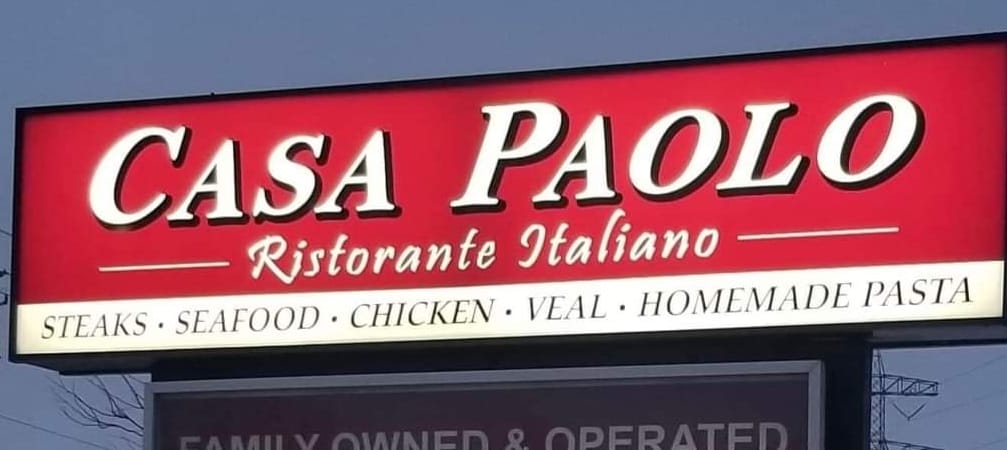 CASA PAOLO
Ristorante Italiano
STEAKS · SEAFOOD · CHICKEN · VEAL · HOMEMADE PASTA
FAMILY OWNED & OPERATED